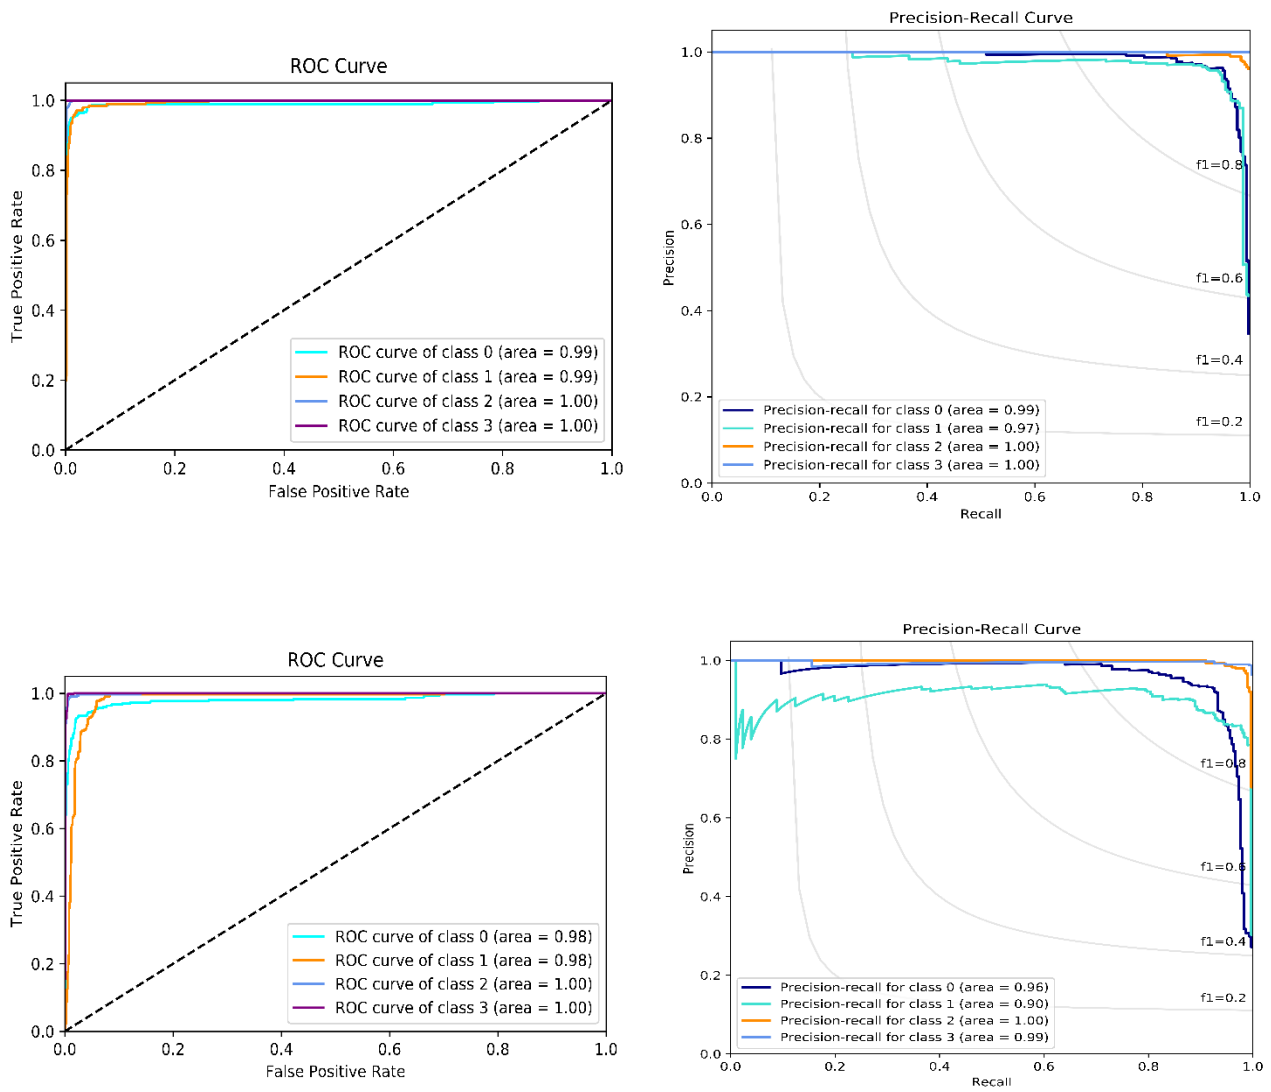 ROC Curve
True Positive Rate
1.0
0.8
0.6
0.4
0.2
0.0
ROC curve of class 0 (area = 0.99)
ROC curve of class 1 (area = 0.99)
ROC curve of class 2 (area = 1.00)
ROC curve of class 3 (area = 1.00)
0.0 0.2 0.4 0.6 0.8 1.0
False Positive Rate
Precision-Recall Curve
Precision
1.0
0.8
0.6
0.4
0.2
0.0
f1=0.8
f1=0.6
f1=0.4
f1=0.2
Precision-recall for class 0 (area = 0.99)
Precision-recall for class 1 (area = 0.97)
Precision-recall for class 2 (area = 1.00)
Precision-recall for class 3 (area = 1.00)
0.0 0.2 0.4 0.6 0.8 1.0
Recall
ROC Curve
True Positive Rate
1.0
0.8
0.6
0.4
0.2
0.0
ROC curve of class 0 (area = 0.98)
ROC curve of class 1 (area = 0.98)
ROC curve of class 2 (area = 1.00)
ROC curve of class 3 (area = 1.00)
0.0 0.2 0.4 0.6 0.8 1.0
False Positive Rate
Precision-Recall Curve
Precision
1.0
0.8
0.6
0.4
0.2
0.0
f1=0.8
f1=0.6
f1=0.4
f1=0.2
Precision-recall for class 0 (area = 0.96)
Precision-recall for class 1 (area = 0.90)
Precision-recall for class 2 (area = 1.00)
Precision-recall for class 3 (area = 0.99)
0.0 0.2 0.4 0.6 0.8 1.0
Recall